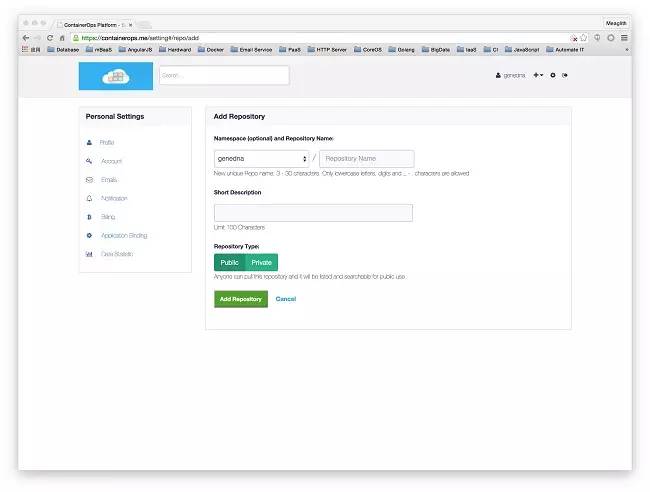 ContainerOps Platform - S
Meaglith
https://containerops.me/setting#/repo/add
应用 Database mBaaS AngularJS Hardward Docker Email Service PaaS HTTP Server CoreOS Golang BigData IaaS CI JavaScript Automate IT »
Search...
genedna
Personal Settings
Profile
Account
Emails
Notification
Billing
Application Binding
Data Statistic
Add Repository
Namespace (optional) and Repository Name:
genedna / Repository Name
New unique Repo name; 3 - 30 characters. Only lowercase letters, digits and _ - . characters are allowed
Short Description
Limit: 100 Characters
Repository Type:
Public Private
Anyone can pull this repository and it will be listed and searchable for public use.
Add Repository Cancel